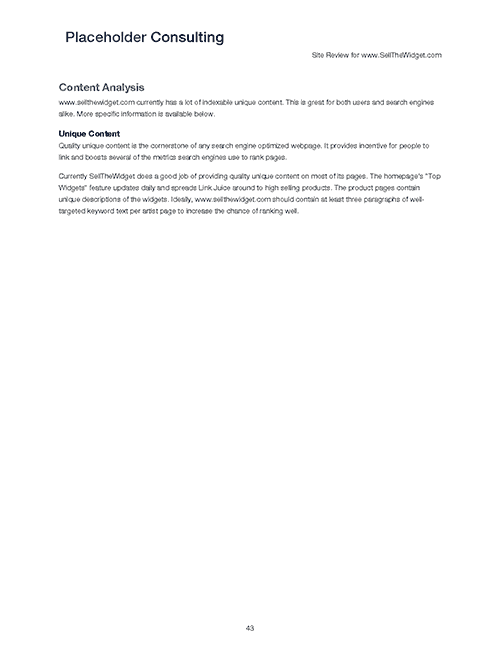 Placeholder Consulting
Site Review for www.SellTheWidget.com
Content Analysis
www.sellthewidget.com currently has a lot of indexable unique content. This is great for both users and search engines
alike. More specific information is available below.
Unique Content
Quality unique content is the cornerstone of any search engine optimized webpage. It provides incentive for people to
link and boosts several of the metrics search engines use to rank pages.
Currently SellTheWidget does a good job of providing quality unique content on most of its pages. The homepage's "Top
Widgets" feature updates daily and spreads Link Juice around to high selling products. The product pages contain
unique descriptions of the widgets. Ideally, www.sellthewidget.com should contain at least three paragraphs of well-
targeted keyword text per artist page to increase the chance of ranking well.
43